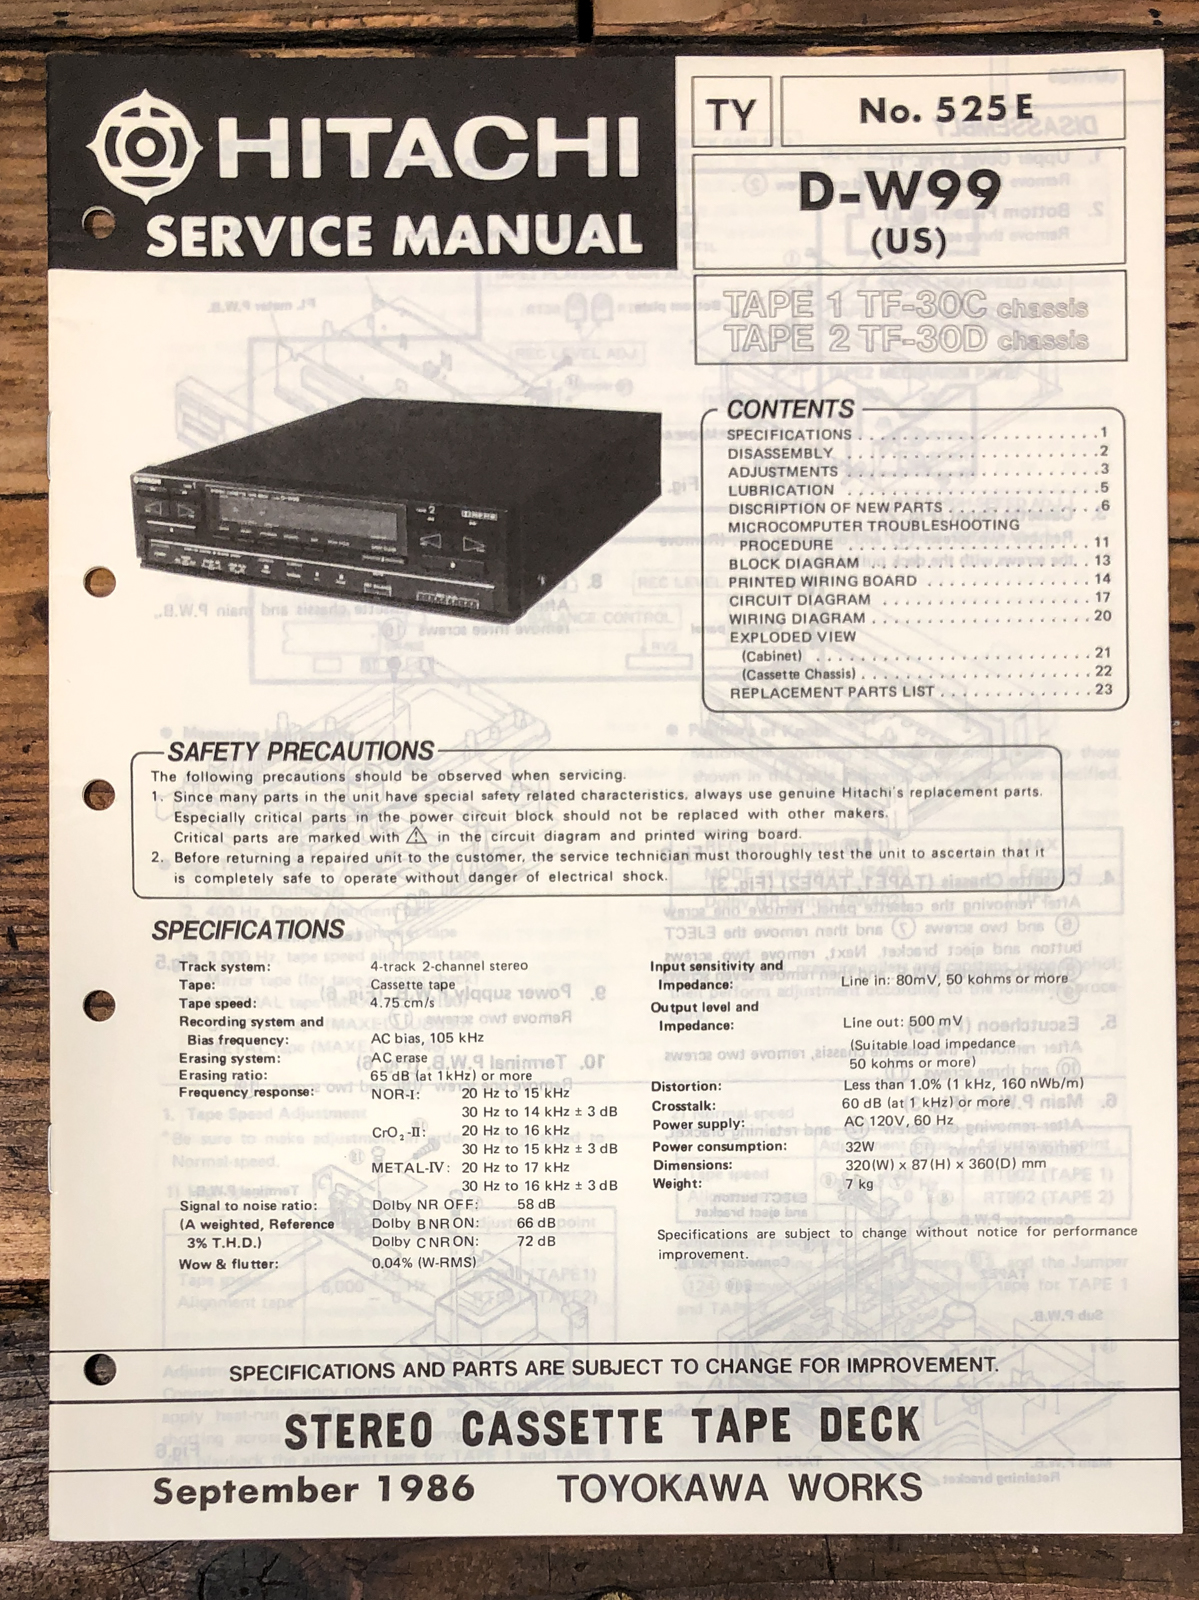 HITACHI
SERVICE MANUAL
TY
No. 525E
D-W99
(US)
TAPE 1 TF-30C chassis
TAPE 2 TF-30D chassis
CONTENTS
SPECIFICATIONS . . . . . . . . . . . . . . . . . . . . . . 1
DISASSEMBLY . . . . . . . . . . . . . . . . . . . . . . . . 2
ADJUSTMENTS . . . . . . . . . . . . . . . . . . . . . . . 3
LUBRICATION . . . . . . . . . . . . . . . . . . . . . . . 5
DISCRIPTION OF NEW PARTS . . . . . . . . . . . . . . 6
MICROCOMPUTER TROUBLESHOOTING
PROCEDURE . . . . . . . . . . . . . . . . . . . . . . . 11
BLOCK DIAGRAM . . . . . . . . . . . . . . . . . . . . . 13
PRINTED WIRING BOARD . . . . . . . . . . . . . . . 14
CIRCUIT DIAGRAM . . . . . . . . . . . . . . . . . . . 17
WIRING DIAGRAM . . . . . . . . . . . . . . . . . . . . 20
EXPLODED VIEW
(Cabinet) . . . . . . . . . . . . . . . . . . . . . . . . . 21
(Cassette Chassis) . . . . . . . . . . . . . . . . . . . . . 22
REPLACEMENT PARTS LIST . . . . . . . . . . . . . . 23
SAFETY PRECAUTIONS
The following precautions should be observed when servicing.
1. Since many parts in the unit have special safety related characteristics, always use genuine Hitachi's replacement parts.
Especially critical parts in the power circuit block should not be replaced with other makers.
Critical parts are marked with ⚠ in the circuit diagram and printed wiring board.
2. Before returning a repaired unit to the customer, the service technician must thoroughly test the unit to ascertain that it
is completely safe to operate without danger of electrical shock.
SPECIFICATIONS
Track system: 4-track 2-channel stereo
Tape: Cassette tape
Tape speed: 4.75 cm/s
Recording system and
Bias frequency: AC bias, 105 kHz
Erasing system: AC erase
Erasing ratio: 65 dB (at 1kHz) or more
Frequency response: NOR-I: 20 Hz to 15 kHz
30 Hz to 14 kHz ± 3 dB
CrO2-II: 20 Hz to 16 kHz
30 Hz to 15 kHz ± 3 dB
METAL-IV: 20 Hz to 17 kHz
30 Hz to 16 kHz ± 3 dB
Signal to noise ratio: Dolby NR OFF: 58 dB
(A weighted, Reference Dolby B NR ON: 66 dB
3% T.H.D.) Dolby C NR ON: 72 dB
Wow & flutter: 0.04% (W-RMS)
Input sensitivity and
Impedance: Line in: 80mV, 50 kohms or more
Output level and
Impedance: Line out: 500 mV
(Suitable load impedance
50 kohms or more)
Distortion: Less than 1.0% (1 kHz, 160 nWb/m)
Crosstalk: 60 dB (at 1 kHz) or more
Power supply: AC 120V, 60 Hz
Power consumption: 32W
Dimensions: 320(W) x 87(H) x 360(D) mm
Weight: 7 kg
Specifications are subject to change without notice for performance
improvement.
SPECIFICATIONS AND PARTS ARE SUBJECT TO CHANGE FOR IMPROVEMENT.
STEREO CASSETTE TAPE DECK
September 1986 TOYOKAWA WORKS